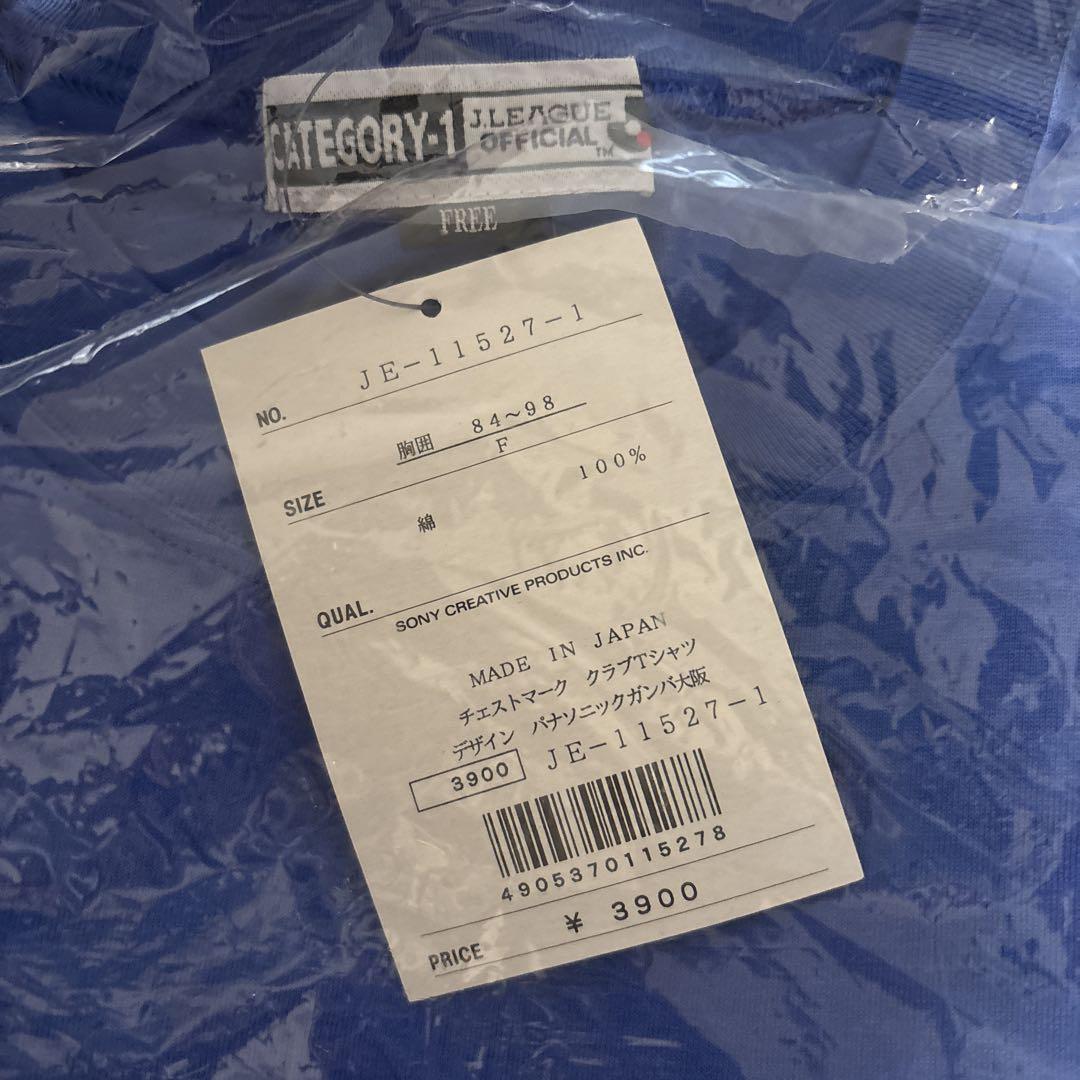 CATEGORY-1 J.LEAGUE OFFICIAL™
FREE
NO. JE-11527-1
胸囲 84~98
SIZE F
綿 100%
QUAL. SONY CREATIVE PRODUCTS INC.
MADE IN JAPAN
チェストマーク クラブTシャツ
デザイン パナソニックガンバ大阪
3900 JE-11527-1
4905370115278
PRICE ¥ 3900